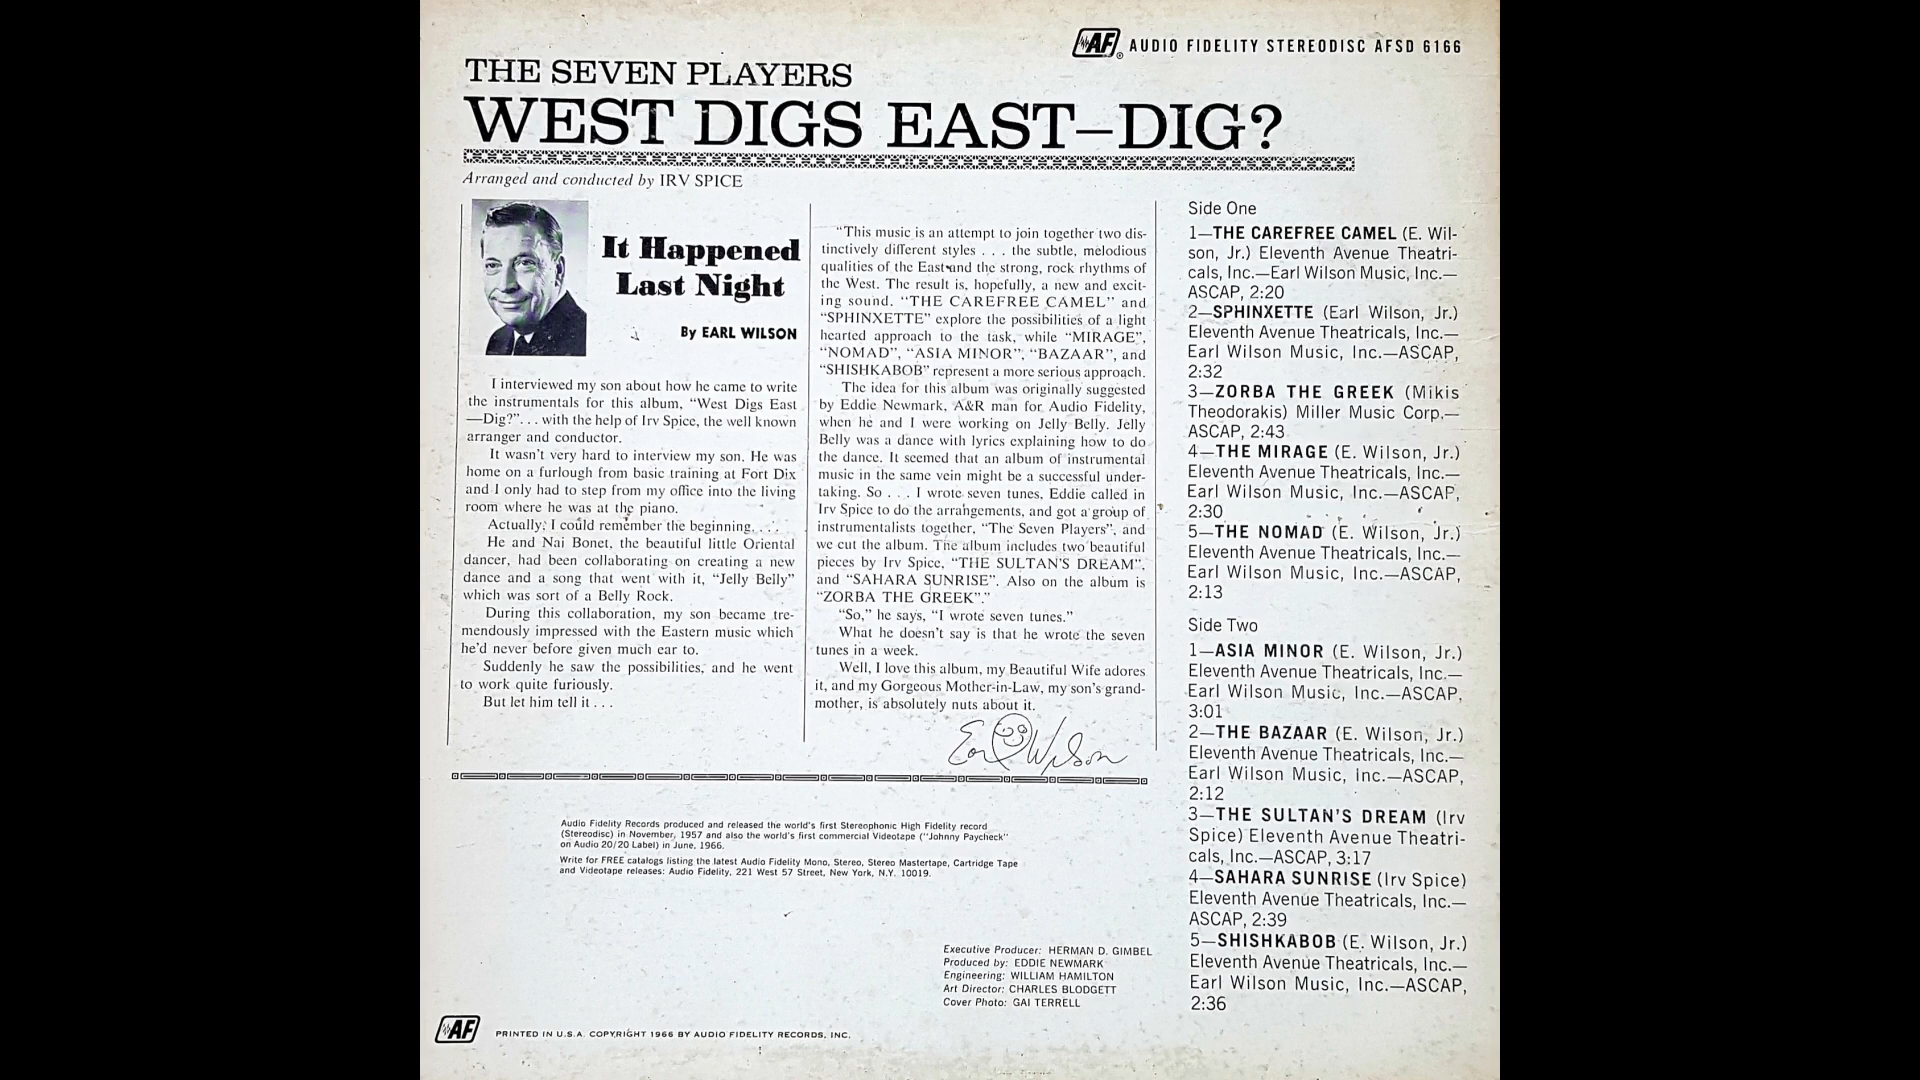 AF® AUDIO FIDELITY STEREODISC AFSD 6166
THE SEVEN PLAYERS
WEST DIGS EAST—DIG?
Arranged and conducted by IRV SPICE
It Happened
Last Night
By EARL WILSON
I interviewed my son about how he came to write
the instrumentals for this album, “West Digs East
—Dig?”. . . with the help of Irv Spice, the well known
arranger and conductor.
It wasn’t very hard to interview my son. He was
home on a furlough from basic training at Fort Dix
and I only had to step from my office into the living
room where he was at the piano.
Actually, I could remember the beginning. . . .
He and Nai Bonet, the beautiful little Oriental
dancer, had been collaborating on creating a new
dance and a song that went with it, “Jelly Belly”
which was sort of a Belly Rock.
During this collaboration, my son became tre-
mendously impressed with the Eastern music which
he’d never before given much ear to.
Suddenly he saw the possibilities, and he went
to work quite furiously.
But let him tell it . . .
“This music is an attempt to join together two dis-
tinctively different styles . . . the subtle, melodious
qualities of the East and the strong, rock rhythms of
the West. The result is, hopefully, a new and excit-
ing sound. “THE CAREFREE CAMEL” and
“SPHINXETTE” explore the possibilities of a light
hearted approach to the task, while “MIRAGE”,
“NOMAD”, “ASIA MINOR”, “BAZAAR”, and
“SHISHKABOB” represent a more serious approach.
The idea for this album was originally suggested
by Eddie Newmark, A&R man for Audio Fidelity,
when he and I were working on Jelly Belly. Jelly
Belly was a dance with lyrics explaining how to do
the dance. It seemed that an album of instrumental
music in the same vein might be a successful under-
taking. So . . . I wrote seven tunes, Eddie called in
Irv Spice to do the arrangements, and got a group of
instrumentalists together, “The Seven Players”, and
we cut the album. The album includes two beautiful
pieces by Irv Spice, “THE SULTAN’S DREAM”,
and “SAHARA SUNRISE”. Also on the album is
“ZORBA THE GREEK”.”
“So,” he says, “I wrote seven tunes.”
What he doesn’t say is that he wrote the seven
tunes in a week.
Well, I love this album, my Beautiful Wife adores
it, and my Gorgeous Mother-in-Law, my son’s grand-
mother, is absolutely nuts about it.
Earl Wilson
Side One
1—THE CAREFREE CAMEL (E. Wil-
son, Jr.) Eleventh Avenue Theatri-
cals, Inc.—Earl Wilson Music, Inc.—
ASCAP, 2:20
2—SPHINXETTE (Earl Wilson, Jr.)
Eleventh Avenue Theatricals, Inc.—
Earl Wilson Music, Inc.—ASCAP,
2:32
3—ZORBA THE GREEK (Mikis
Theodorakis) Miller Music Corp.—
ASCAP, 2:43
4—THE MIRAGE (E. Wilson, Jr.)
Eleventh Avenue Theatricals, Inc.—
Earl Wilson Music, Inc.—ASCAP,
2:30
5—THE NOMAD (E. Wilson, Jr.)
Eleventh Avenue Theatricals, Inc.—
Earl Wilson Music, Inc.—ASCAP,
2:13
Side Two
1—ASIA MINOR (E. Wilson, Jr.)
Eleventh Avenue Theatricals, Inc.—
Earl Wilson Music, Inc.—ASCAP,
3:01
2—THE BAZAAR (E. Wilson, Jr.)
Eleventh Avenue Theatricals, Inc.—
Earl Wilson Music, Inc.—ASCAP,
2:12
3—THE SULTAN’S DREAM (Irv
Spice) Eleventh Avenue Theatri-
cals, Inc.—ASCAP, 3:17
4—SAHARA SUNRISE (Irv Spice)
Eleventh Avenue Theatricals, Inc.—
ASCAP, 2:39
5—SHISHKABOB (E. Wilson, Jr.)
Eleventh Avenue Theatricals, Inc.—
Earl Wilson Music, Inc.—ASCAP,
2:36
Audio Fidelity Records produced and released the world’s first Stereophonic High Fidelity record
(Stereodisc) in November, 1957 and also the world’s first commercial Videotape (“Johnny Paycheck”
on Audio 20/20 Label) in June, 1966.
Write for FREE catalogs listing the latest Audio Fidelity Mono, Stereo, Stereo Mastertape, Cartridge Tape
and Videotape releases: Audio Fidelity, 221 West 57 Street, New York, N.Y. 10019.
Executive Producer: HERMAN D. GIMBEL
Produced by: EDDIE NEWMARK
Engineering: WILLIAM HAMILTON
Art Director: CHARLES BLODGETT
Cover Photo: GAI TERRELL
AF PRINTED IN U.S.A. COPYRIGHT 1966 BY AUDIO FIDELITY RECORDS, INC.